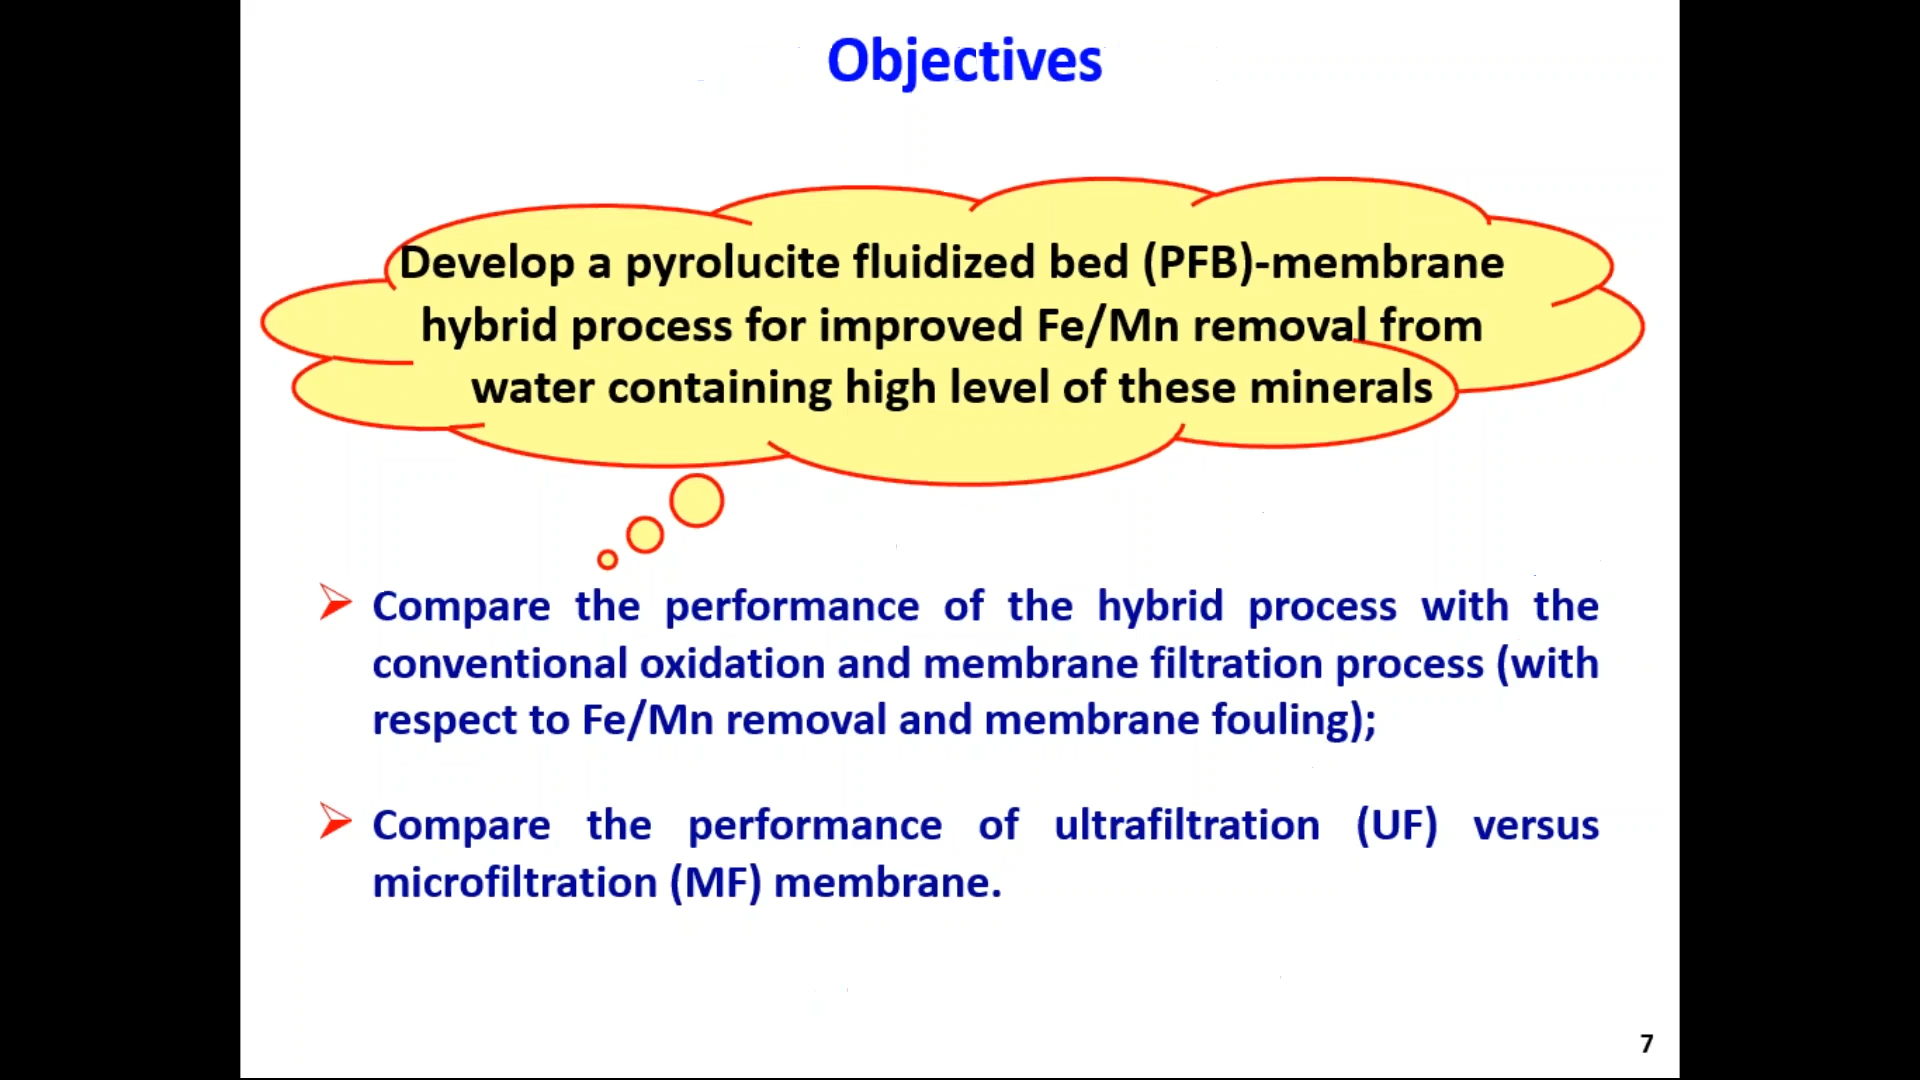 Objectives
Develop a pyrolucite fluidized bed (PFB)-membrane
hybrid process for improved Fe/Mn removal from
water containing high level of these minerals
Compare the performance of the hybrid process with the
conventional oxidation and membrane filtration process (with
respect to Fe/Mn removal and membrane fouling);
Compare the performance of ultrafiltration (UF) versus
microfiltration (MF) membrane.
7